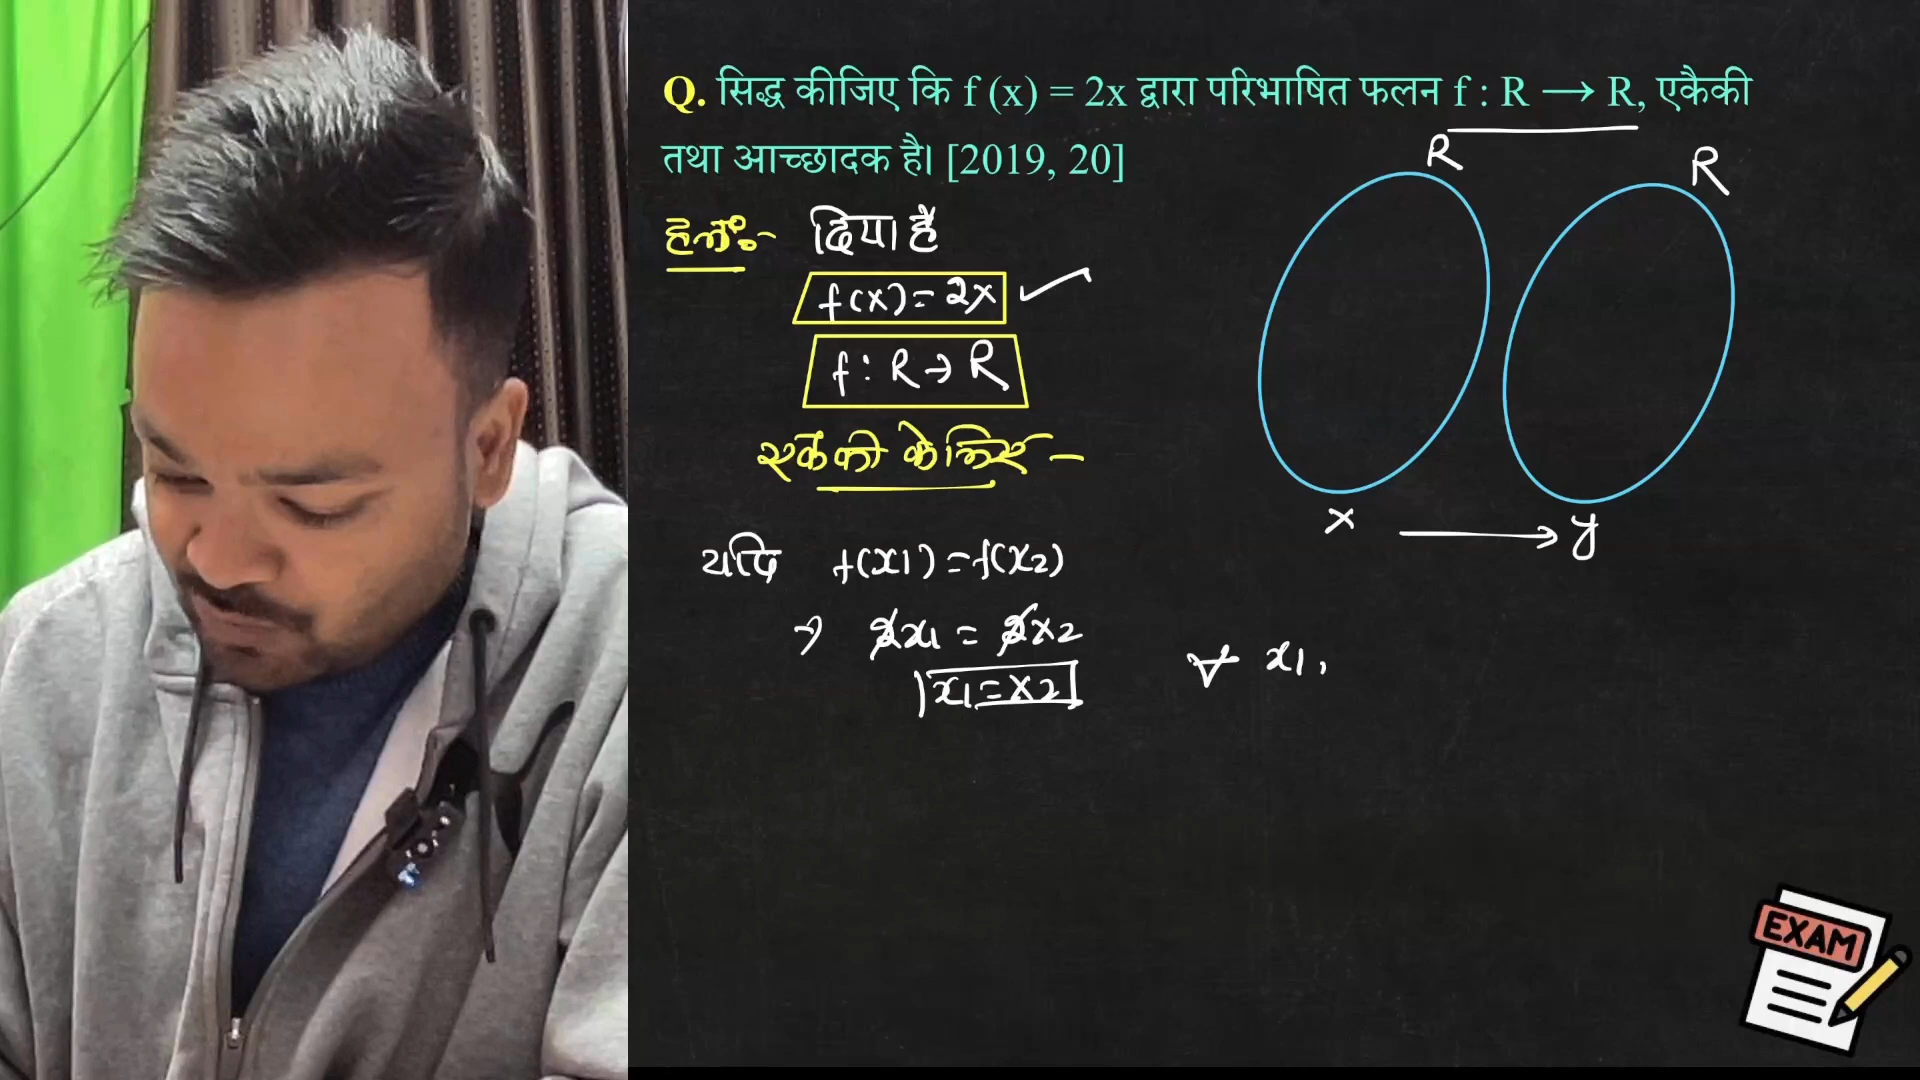 Q. सिद्ध कीजिए कि f (x) = 2x द्वारा परिभाषित फलन f : R ⟶ R, एकैकी
तथा आच्छादक है। [2019, 20]
हलः- दिया है
f(x) = 2x ✓
f : R → R
एकैकी के लिए -
यदि f(x1) = f(x2)
⇒ 2x1 = 2x2
x1 = x2 ∀ x1,
R R
x ⟶ y
EXAM